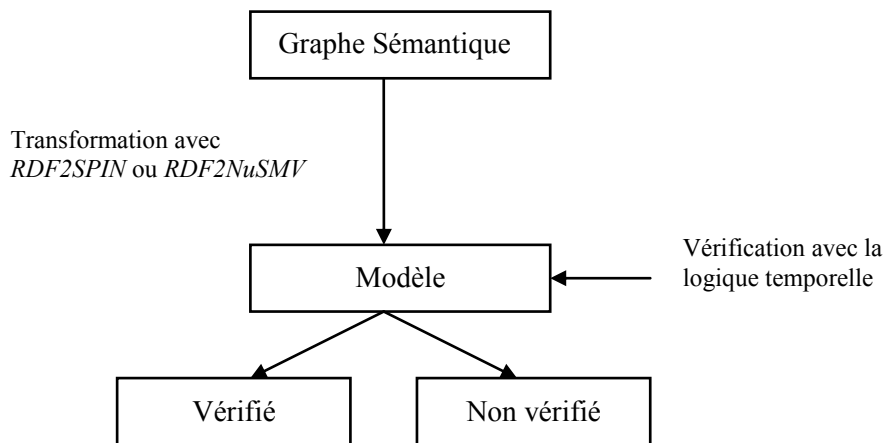 Graphe Sémantique
Transformation avec
RDF2SPIN ou RDF2NuSMV
Vérification avec la
logique temporelle
Modèle
Vérifié
Non vérifié